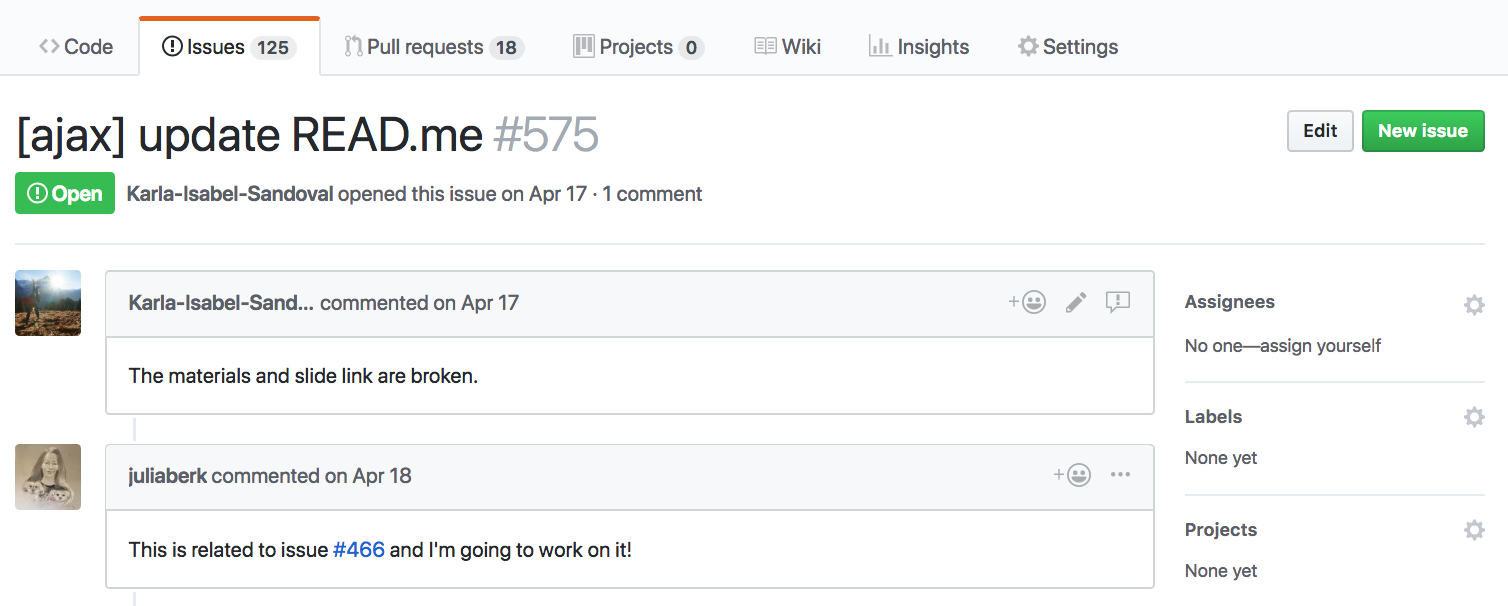 Code Issues 125 Pull requests 18 Projects 0 Wiki Insights Settings
[ajax] update READ.me #575
Edit New issue
Open Karla-Isabel-Sandoval opened this issue on Apr 17 · 1 comment
Karla-Isabel-Sand... commented on Apr 17
The materials and slide link are broken.
juliaberk commented on Apr 18
This is related to issue #466 and I'm going to work on it!
Assignees
No one—assign yourself
Labels
None yet
Projects
None yet